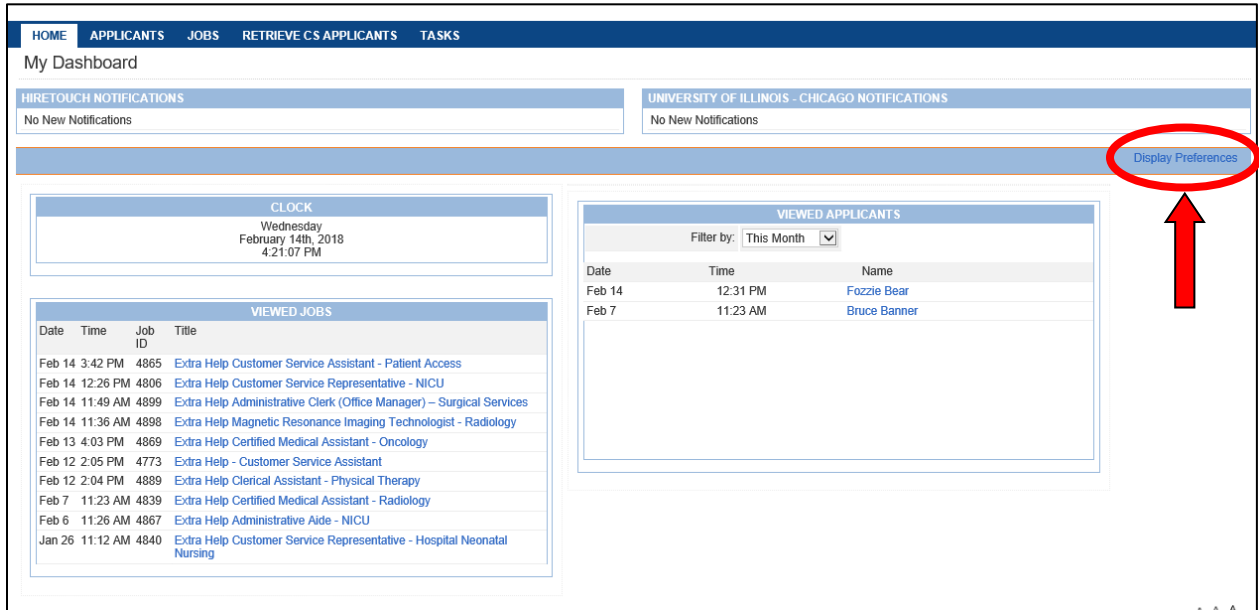 HOME APPLICANTS JOBS RETRIEVE CS APPLICANTS TASKS
My Dashboard
HIRETOUCH NOTIFICATIONS
No New Notifications
UNIVERSITY OF ILLINOIS - CHICAGO NOTIFICATIONS
No New Notifications
Display Preferences
CLOCK
Wednesday
February 14th, 2018
4:21:07 PM
VIEWED JOBS
Date Time Job ID Title
Feb 14 3:42 PM 4865 Extra Help Customer Service Assistant - Patient Access
Feb 14 12:26 PM 4806 Extra Help Customer Service Representative - NICU
Feb 14 11:49 AM 4899 Extra Help Administrative Clerk (Office Manager) – Surgical Services
Feb 14 11:36 AM 4898 Extra Help Magnetic Resonance Imaging Technologist - Radiology
Feb 13 4:03 PM 4869 Extra Help Certified Medical Assistant - Oncology
Feb 12 2:05 PM 4773 Extra Help - Customer Service Assistant
Feb 12 2:04 PM 4889 Extra Help Clerical Assistant - Physical Therapy
Feb 7 11:23 AM 4839 Extra Help Certified Medical Assistant - Radiology
Feb 6 11:26 AM 4867 Extra Help Administrative Aide - NICU
Jan 26 11:12 AM 4840 Extra Help Customer Service Representative - Hospital Neonatal
Nursing
VIEWED APPLICANTS
Filter by: This Month
Date Time Name
Feb 14 12:31 PM Fozzie Bear
Feb 7 11:23 AM Bruce Banner